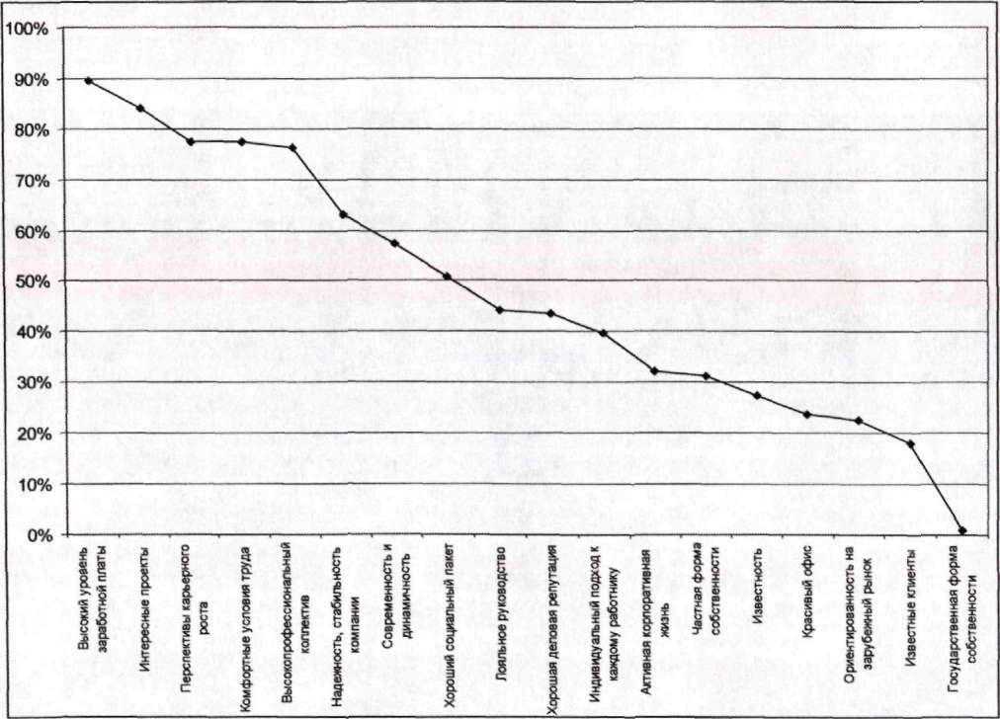 100%
90%
80%
70%
60%
50%
40%
30%
20%
10%
0%
Высокий уровень
заработной платы
Интересные проекты
Перспективы карьерного
роста
Комфортные условия труда
Высокопрофессиональный
коллектив
Надежность, стабильность
компании
Современность и
динамичность
Хороший социальный пакет
Лояльное руководство
Хорошая деловая репутация
Индивидуальный подход к
каждому работнику
Активная корпоративная
жизнь
Частная форма
собственности
Известность
Красивый офис
Ориентированность на
зарубежный рынок
Известные клиенты
Государственная форма
собственности